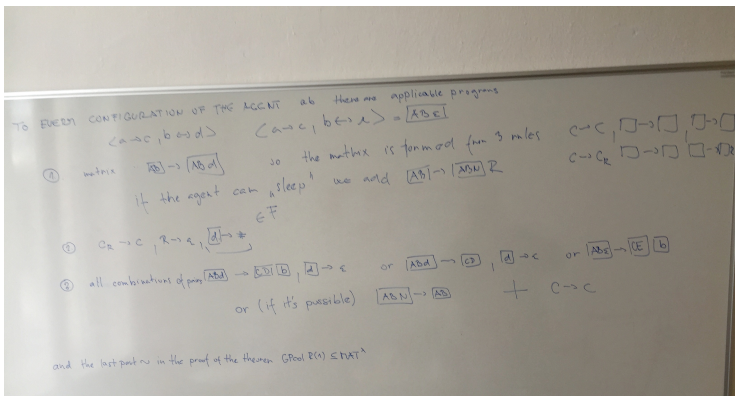 TO EVERY CONFIGURATION OF THE AGENT ab there are applicable programs
<a→c, b↔d> <a→c, b↔ε> = [ABε]
① matrix [AB]→[ABd] so the matrix is formed from 3 rules C→C, □→□, □→□
C→C_R □→□ □→□R
if the agent can "sleep" we add [AB]→[ABN] R
∈ F
③ C_R→C, R→ε, [d]→*
② all combinations of pairs [ABd]→[CD][b], [d]→ε or [ABd]→[CD], [d]→ε or [ABε]→[CE][b]
or (if it's possible) [ABN]→[AB] + C→C
and the last part ~ in the proof of the theorem ⊆ MAT^λ